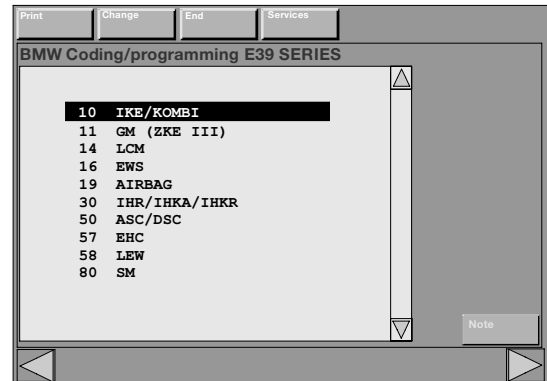 Print Change End Services
BMW Coding/programming E39 SERIES
10 IKE/KOMBI
11 GM (ZKE III)
14 LCM
16 EWS
19 AIRBAG
30 IHR/IHKA/IHKR
50 ASC/DSC
57 EHC
58 LEW
80 SM
Note